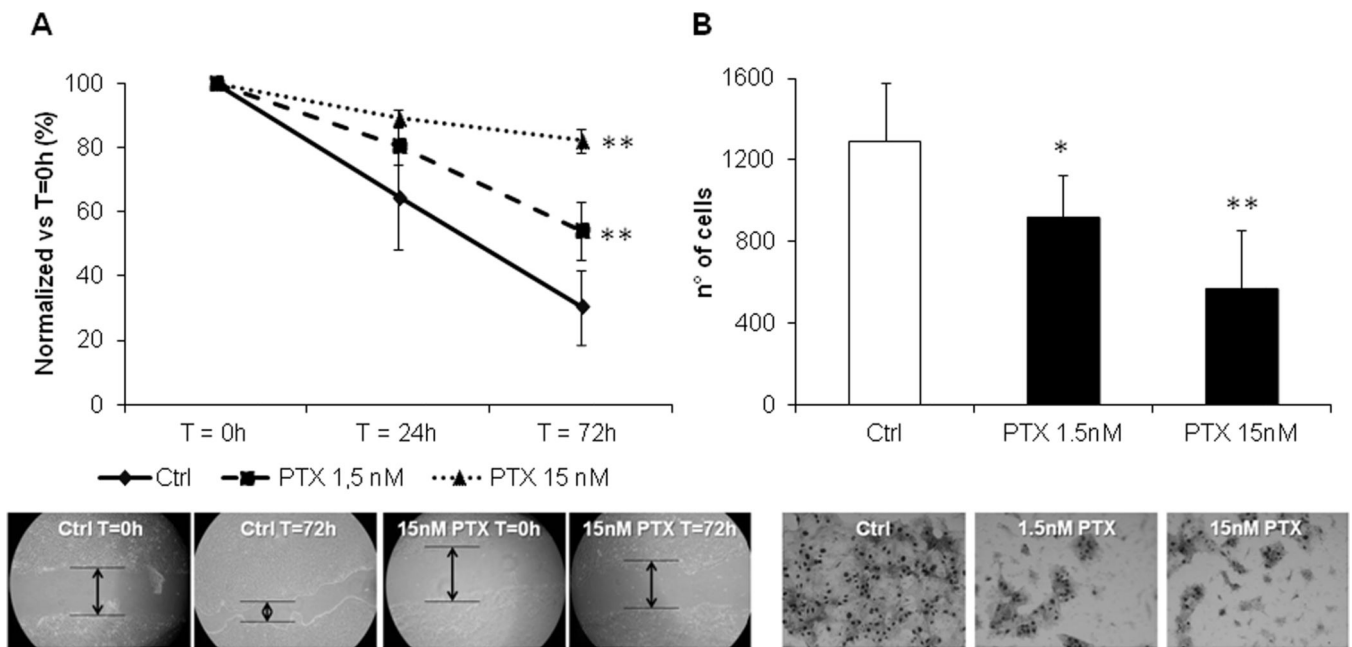 A
B
Normalized vs T=0h (%)
100
80
60
40
20
0
**
**
T = 0h
T = 24h
T = 72h
Ctrl
PTX 1,5 nM
PTX 15 nM
n° of cells
1600
1200
800
400
0
*
**
Ctrl
PTX 1.5nM
PTX 15nM
Ctrl T=0h
Ctrl T=72h
15nM PTX T=0h
15nM PTX T=72h
Ctrl
1.5nM PTX
15nM PTX